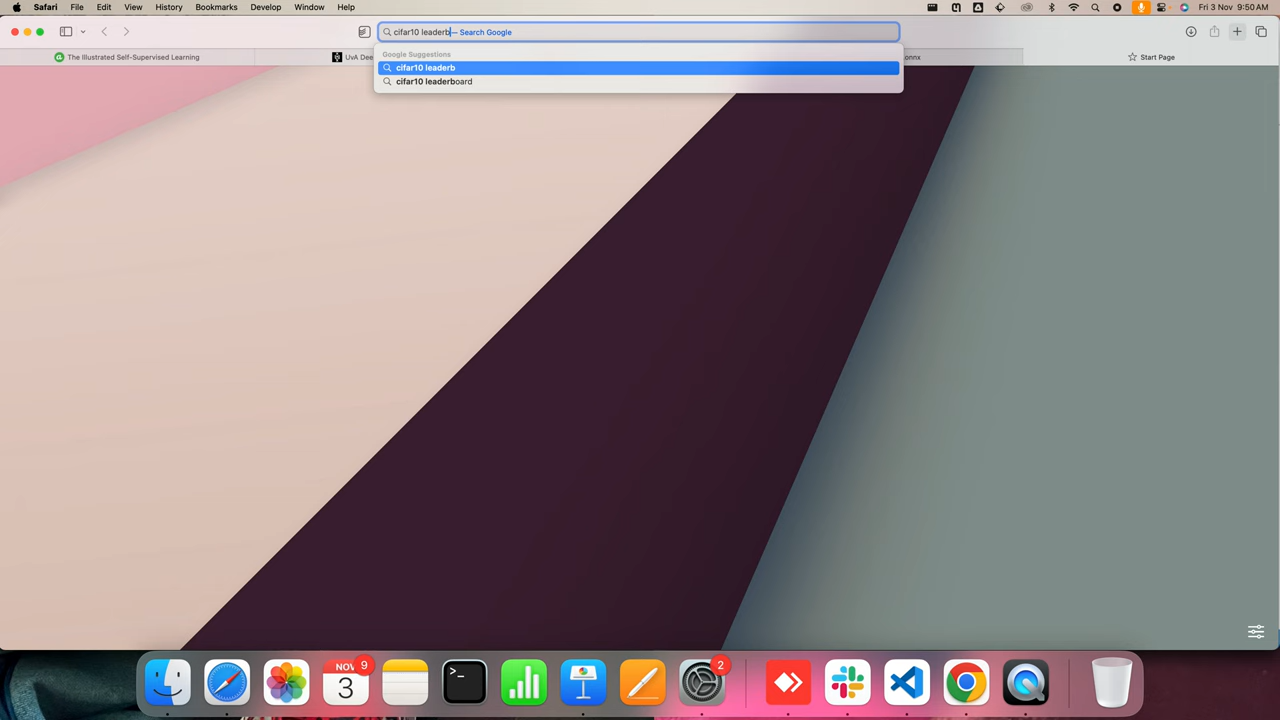 Safari File Edit View History Bookmarks Develop Window Help Fri 3 Nov 9:50 AM
cifar10 leaderb — Search Google
The Illustrated Self-Supervised Learning UvA Dee onnx Start Page
Google Suggestions
cifar10 leaderb
cifar10 leaderboard
NOV 9
3
2